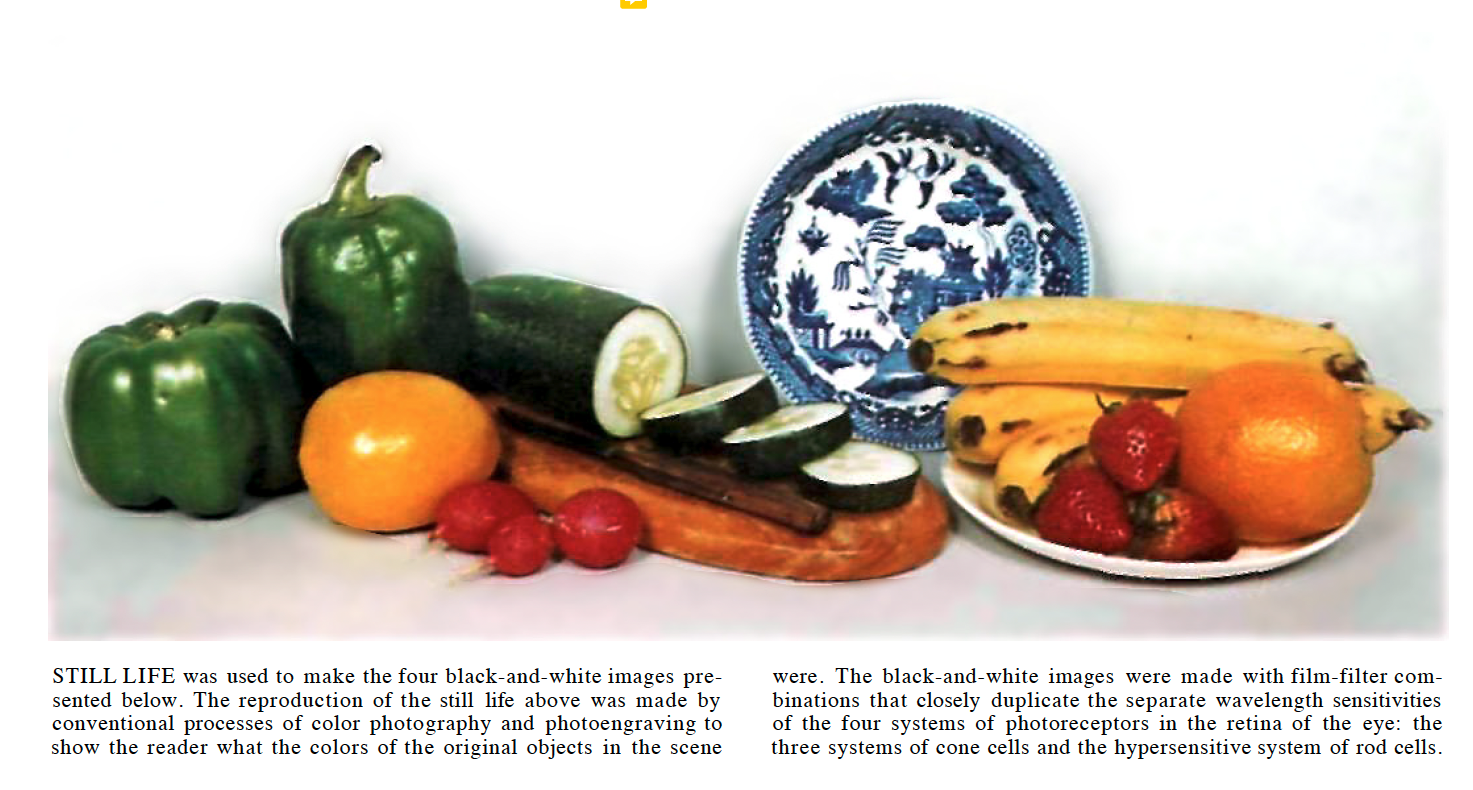 STILL LIFE was used to make the four black-and-white images pre-
sented below. The reproduction of the still life above was made by
conventional processes of color photography and photoengraving to
show the reader what the colors of the original objects in the scene
were. The black-and-white images were made with film-filter com-
binations that closely duplicate the separate wavelength sensitivities
of the four systems of photoreceptors in the retina of the eye: the
three systems of cone cells and the hypersensitive system of rod cells.